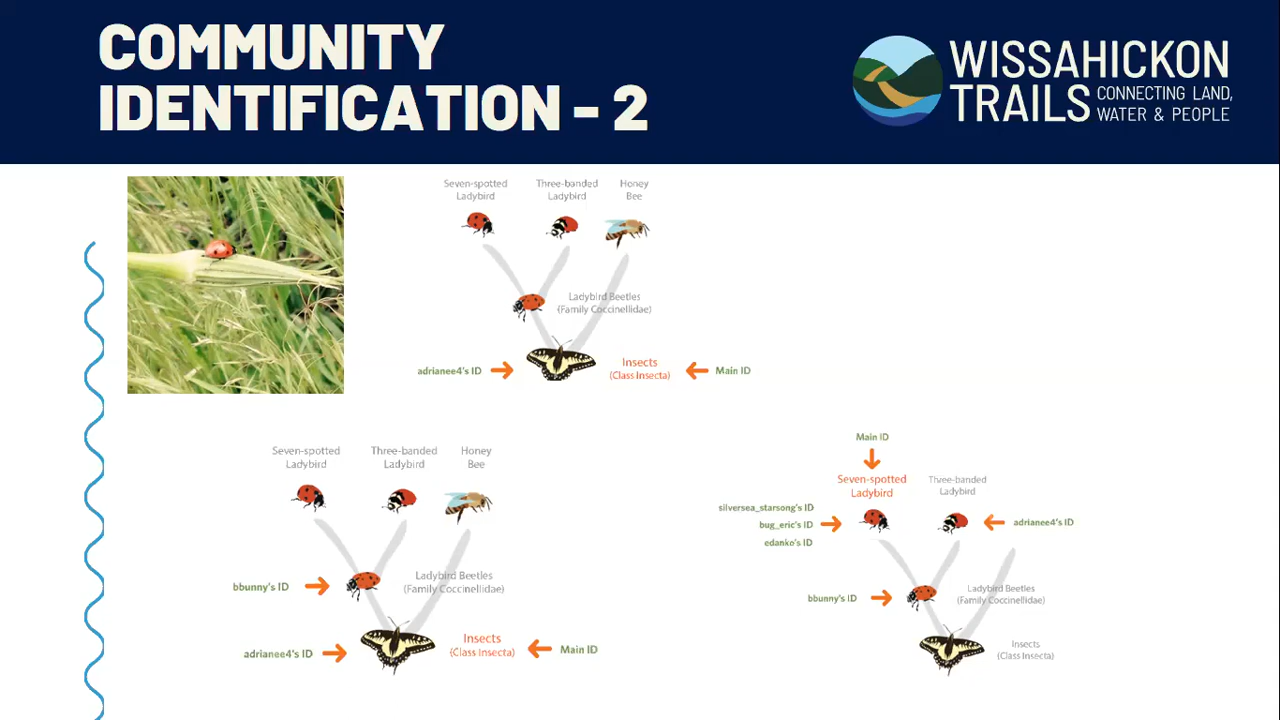 COMMUNITY
IDENTIFICATION - 2
WISSAHICKON
TRAILS
CONNECTING LAND,
WATER & PEOPLE
Seven-spotted
Ladybird
Three-banded
Ladybird
Honey
Bee
Ladybird Beetles
(Family Coccinellidae)
adrianee4's ID
Insects
(Class Insecta)
Main ID
Seven-spotted
Ladybird
Three-banded
Ladybird
Honey
Bee
bbunny's ID
Ladybird Beetles
(Family Coccinellidae)
adrianee4's ID
Insects
(Class Insecta)
Main ID
Main ID
Seven-spotted
Ladybird
Three-banded
Ladybird
silversea_starsong's ID
bug_eric's ID
edanko's ID
adrianee4's ID
bbunny's ID
Ladybird Beetles
(Family Coccinellidae)
Insects
(Class Insecta)